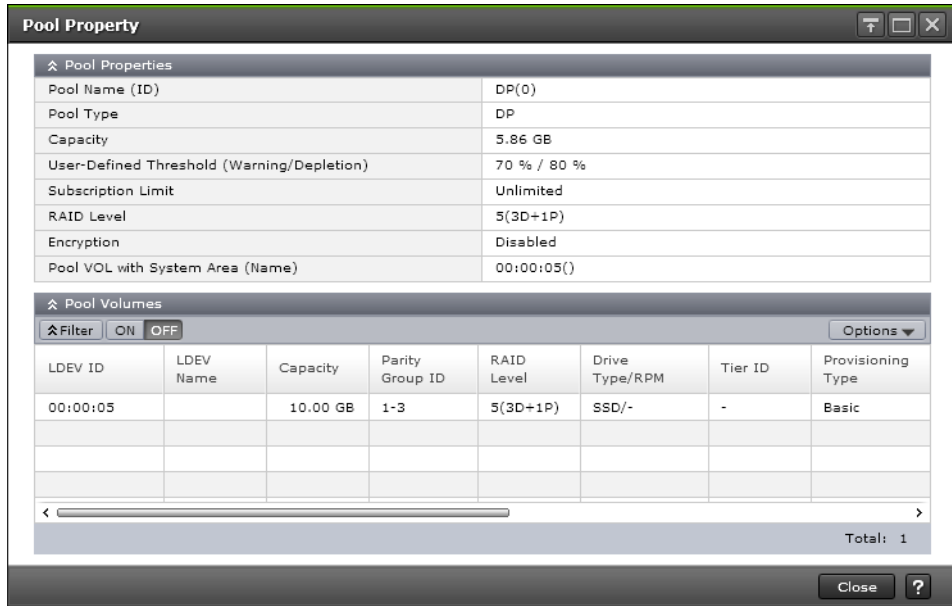 Pool Property
Pool Properties
Pool Name (ID) DP(0)
Pool Type DP
Capacity 5.86 GB
User-Defined Threshold (Warning/Depletion) 70 % / 80 %
Subscription Limit Unlimited
RAID Level 5(3D+1P)
Encryption Disabled
Pool VOL with System Area (Name) 00:00:05()
Pool Volumes
Filter ON OFF Options
LDEV ID LDEV Name Capacity Parity Group ID RAID Level Drive Type/RPM Tier ID Provisioning Type
00:00:05 10.00 GB 1-3 5(3D+1P) SSD/- - Basic
Total: 1
Close ?